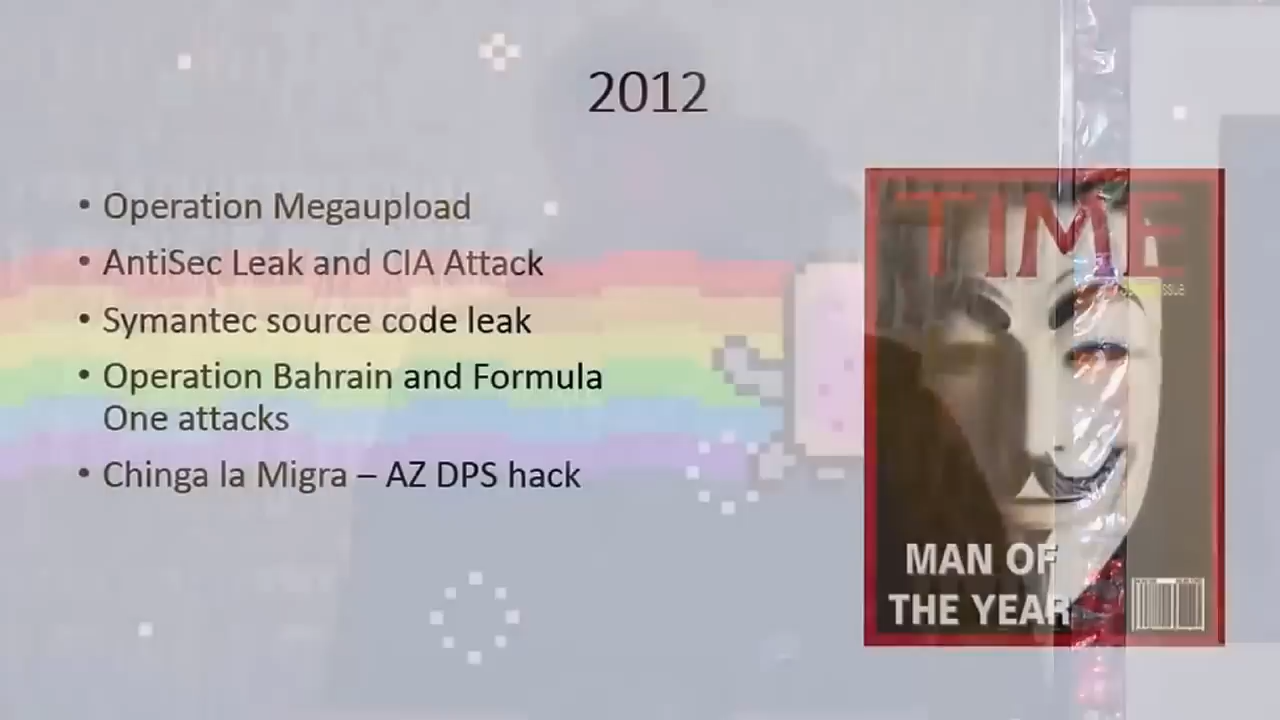 2012
• Operation Megaupload
• AntiSec Leak and CIA Attack
• Symantec source code leak
• Operation Bahrain and Formula
One attacks
• Chinga la Migra – AZ DPS hack
TIME
MAN OF
THE YEAR